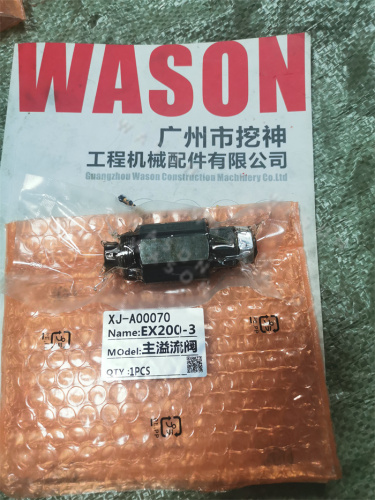 WASON
广州市挖神
工程机械配件有限公司
Guangzhou Wason Construction Machinery Co.Ltd
XJ-A00070
Name:EX200-3
MOdel:主溢流阀
QTY:1PCS